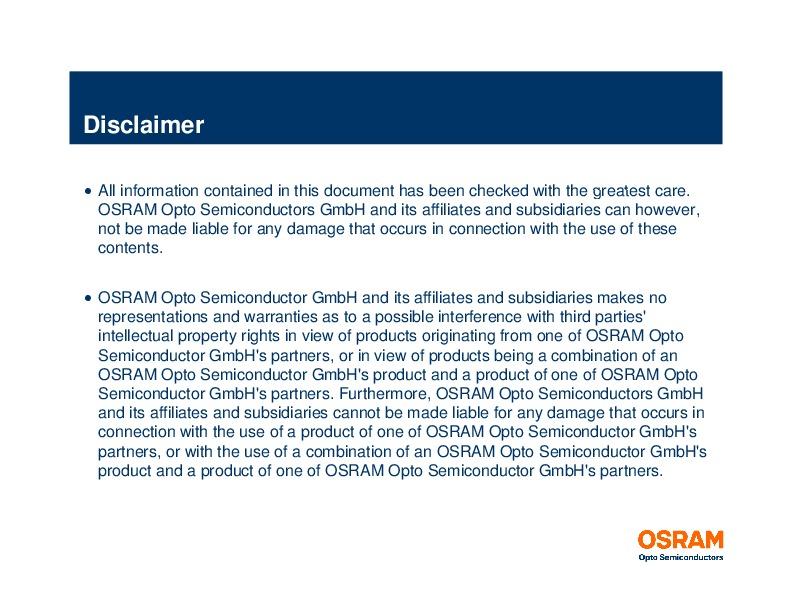 Disclaimer
• All information contained in this document has been checked with the greatest care.
OSRAM Opto Semiconductors GmbH and its affiliates and subsidiaries can however,
not be made liable for any damage that occurs in connection with the use of these
contents.
• OSRAM Opto Semiconductor GmbH and its affiliates and subsidiaries makes no
representations and warranties as to a possible interference with third parties'
intellectual property rights in view of products originating from one of OSRAM Opto
Semiconductor GmbH's partners, or in view of products being a combination of an
OSRAM Opto Semiconductor GmbH's product and a product of one of OSRAM Opto
Semiconductor GmbH's partners. Furthermore, OSRAM Opto Semiconductors GmbH
and its affiliates and subsidiaries cannot be made liable for any damage that occurs in
connection with the use of a product of one of OSRAM Opto Semiconductor GmbH's
partners, or with the use of a combination of an OSRAM Opto Semiconductor GmbH's
product and a product of one of OSRAM Opto Semiconductor GmbH's partners.
OSRAM
Opto Semiconductors